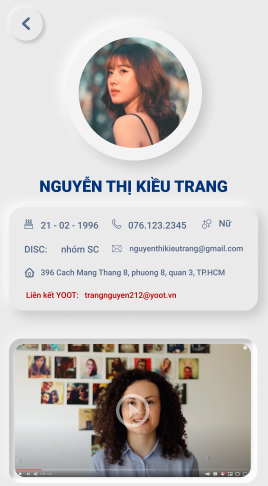 NGUYỄN THỊ KIỀU TRANG
21 - 02 - 1996 076.123.2345 Nữ
DISC: nhóm SC nguyenthikieutrang@gmail.com
396 Cach Mang Thang 8, phuong 8, quan 3, TP.HCM
Liên kết YOOT: trangnguyen212@yoot.vn